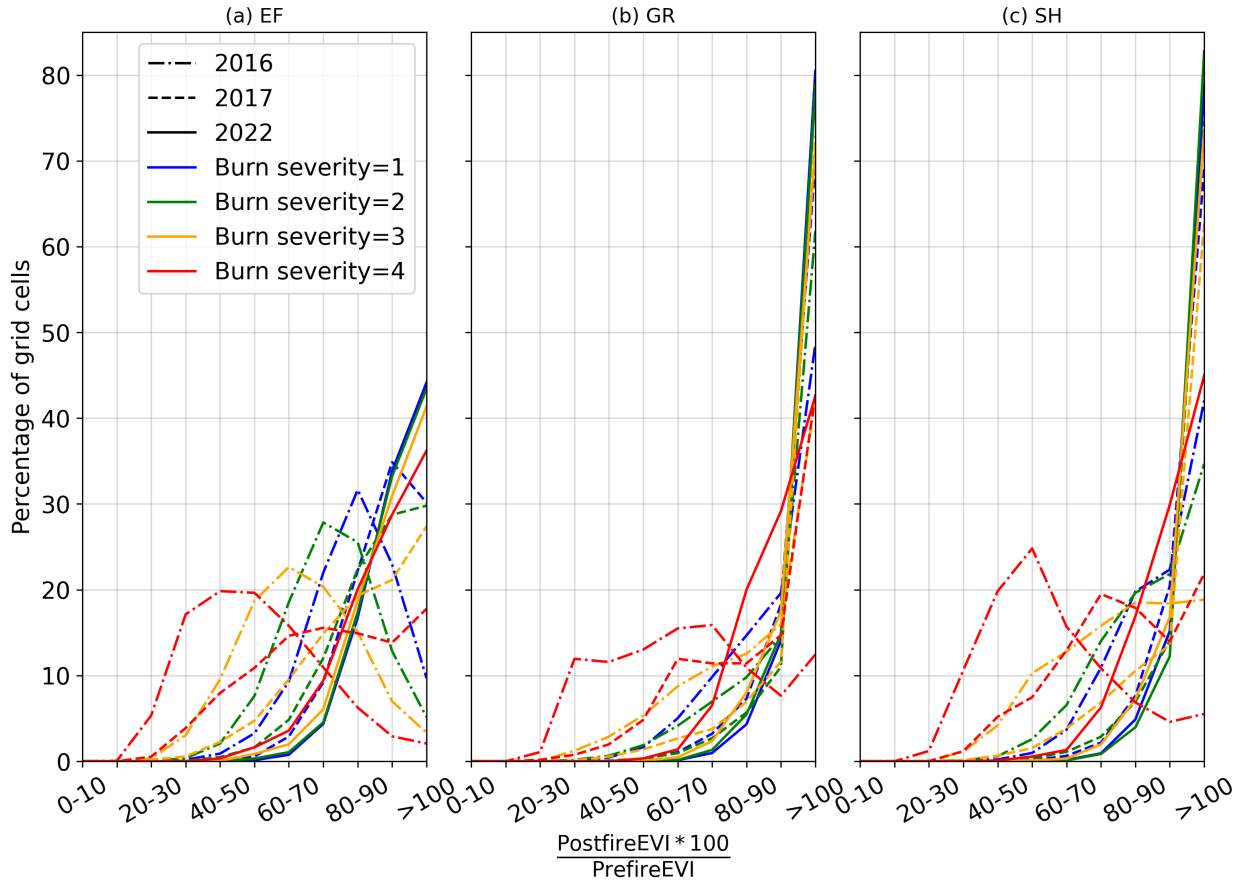 (a) EF
(b) GR
(c) SH
2016
2017
2022
Burn severity=1
Burn severity=2
Burn severity=3
Burn severity=4
Percentage of grid cells
80
70
60
50
40
30
20
10
0
0-10 20-30 40-50 60-70 80-90 >100
0-10 20-30 40-50 60-70 80-90 >100
0-10 20-30 40-50 60-70 80-90 >100
PostfireEVI * 100
PrefireEVI